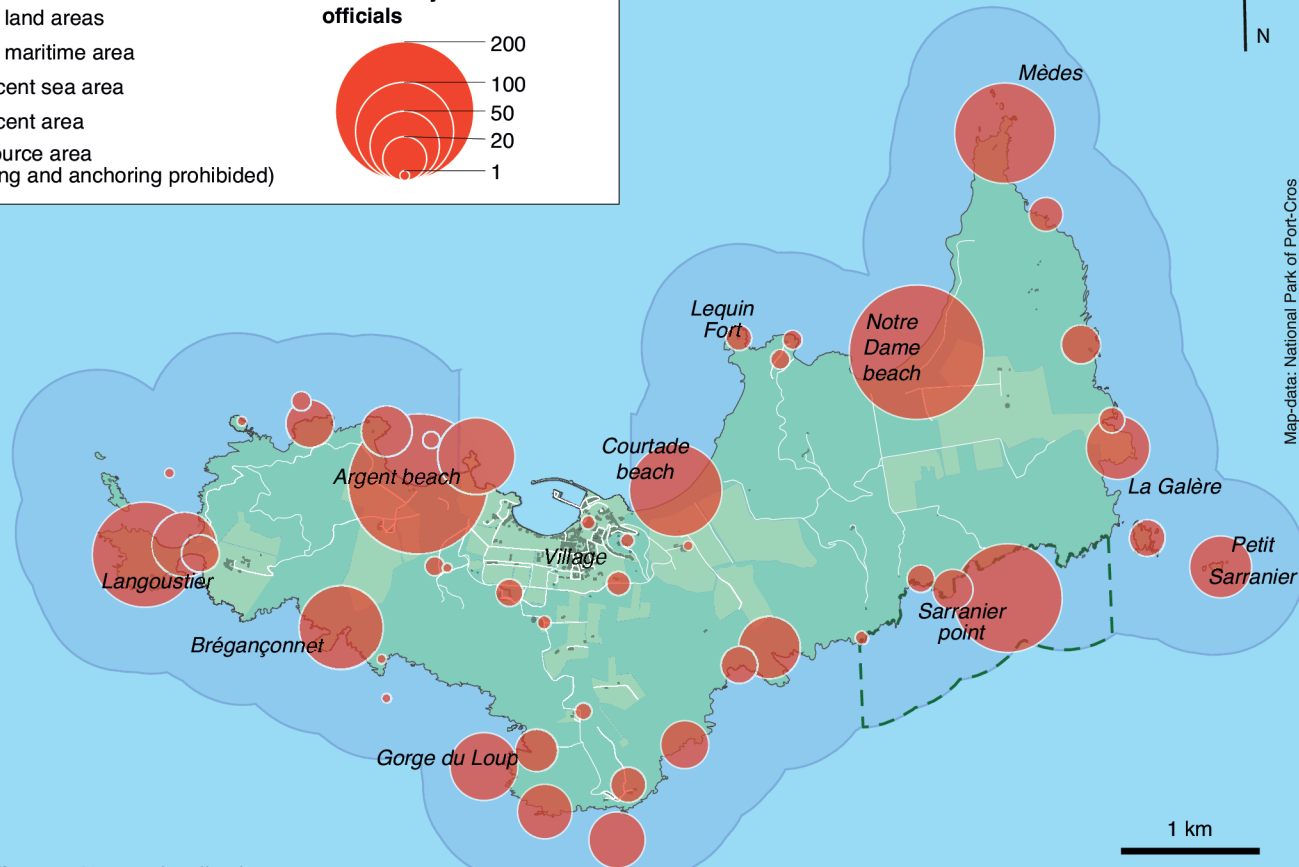 land areas
maritime area
cent sea area
cent area
ource area
ng and anchoring prohibided)
officials
200
100
50
20
1
N
Mèdes
Map-data: National Park of Port-Cros
Lequin
Fort
Notre
Dame
beach
Courtade
beach
Argent beach
La Galère
Village
Petit
Sarranier
Langoustier
Sarranier
point
Brégançonnet
Gorge du Loup
1 km